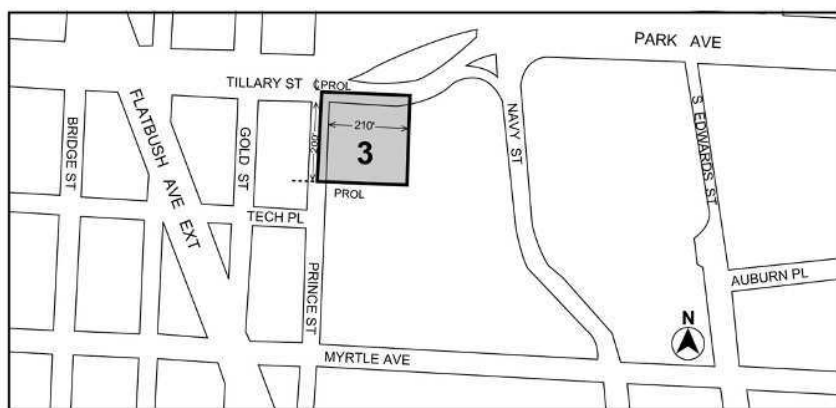 PARK AVE
TILLARY ST
℄PROL
FLATBUSH AVE EXT
BRIDGE ST
GOLD ST
200'
210'
3
NAVY ST
S EDWARDS ST
PROL
TECH PL
PRINCE ST
AUBURN PL
N
MYRTLE AVE